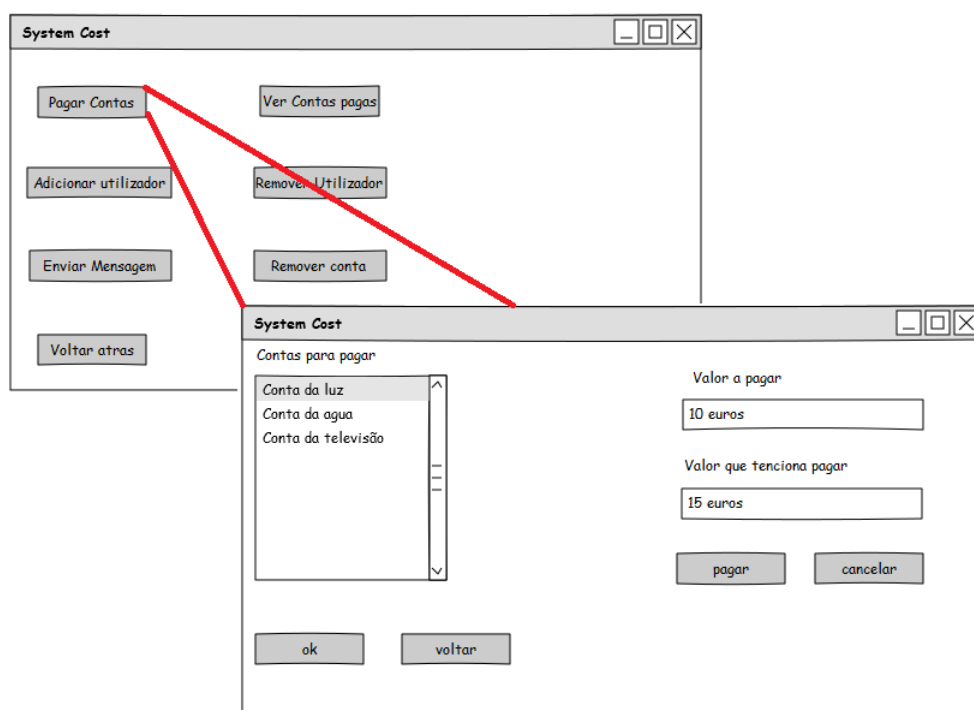 System Cost
Pagar Contas
Ver Contas pagas
Adicionar utilizador
Remover Utilizador
Enviar Mensagem
Remover conta
Voltar atras
System Cost
Contas para pagar
Conta da luz
Conta da agua
Conta da televisão
Valor a pagar
10 euros
Valor que tenciona pagar
15 euros
pagar
cancelar
ok
voltar